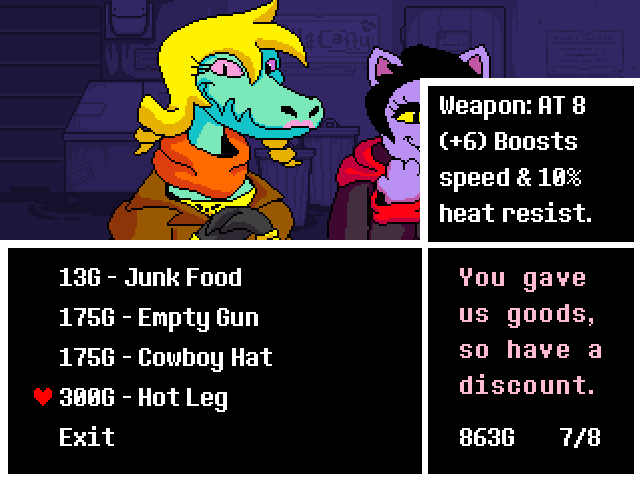 & Catty
Weapon: AT 8
(+6) Boosts
speed & 10%
heat resist.
13G - Junk Food
175G - Empty Gun
175G - Cowboy Hat
300G - Hot Leg
Exit
You gave
us goods,
so have a
discount.
863G 7/8